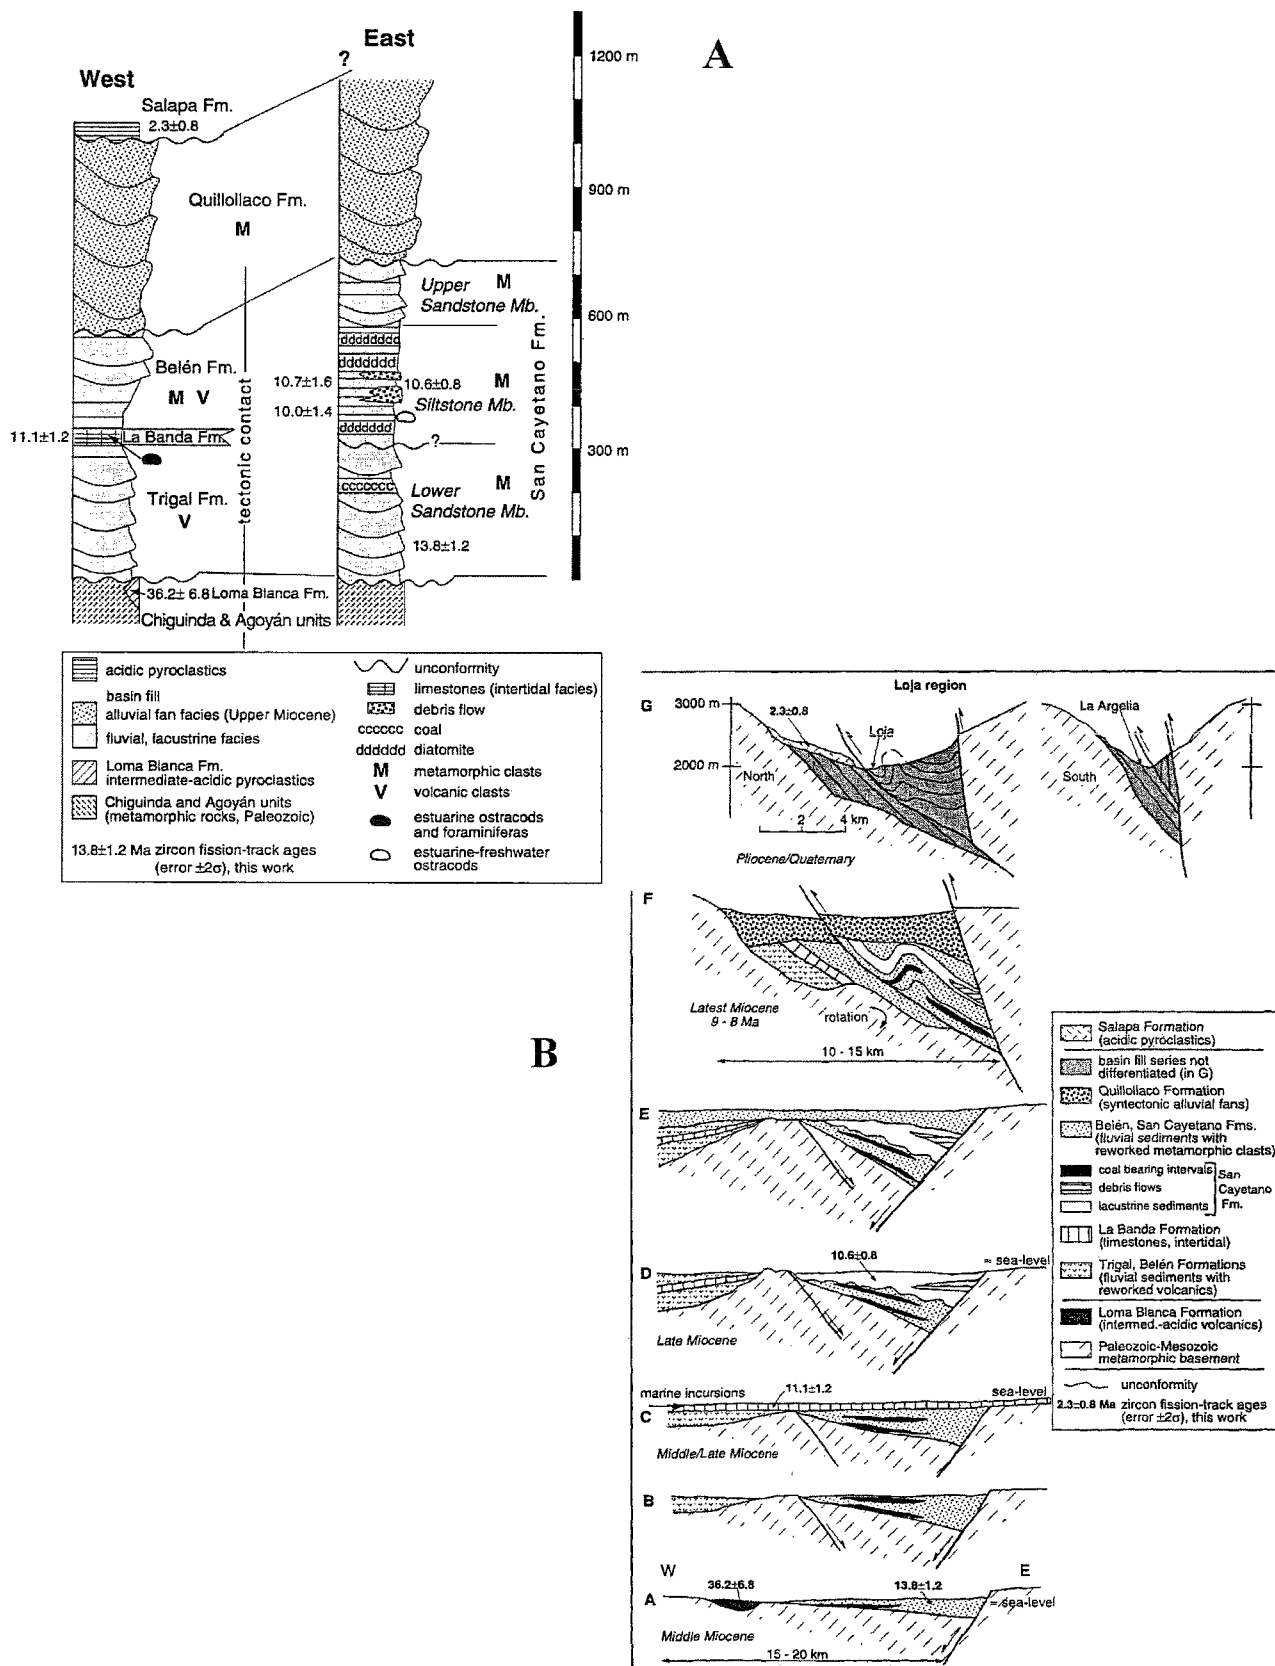 A
East
?
West
1200 m
Salapa Fm.
2.3±0.8
Quillollaco Fm.
M
900 m
Upper M
Sandstone Mb.
600 m
ddddddddd
ddddddd
Belén Fm.
M V
10.7±1.6
10.6±0.8 M
Siltstone Mb.
10.0±1.4
ddddddd
11.1±1.2
La Banda Fm.
?
300 m
San Cayetano Fm.
tectonic contact
Trigal Fm.
V
ccccccc
Lower M
Sandstone Mb.
13.8±1.2
36.2± 6.8 Loma Blanca Fm.
Chiguinda & Agoyán units
acidic pyroclastics
basin fill
alluvial fan facies (Upper Miocene)
fluvial, lacustrine facies
Loma Blanca Fm.
intermediate-acidic pyroclastics
Chiguinda and Agoyán units
(metamorphic rocks, Paleozoic)
13.8±1.2 Ma zircon fission-track ages
(error ±2σ), this work
unconformity
limestones (intertidal facies)
debris flow
cccccc coal
dddddd diatomite
M metamorphic clasts
V volcanic clasts
estuarine ostracods
and foraminiferas
estuarine-freshwater
ostracods
B
Loja region
G
3000 m
2000 m
2.3±0.8
Loja
La Argelia
North
South
2 4 km
Pliocene/Quaternary
F
Latest Miocene
9 - 8 Ma
rotation
10 - 15 km
E
D
10.6±0.8
≈ sea-level
Late Miocene
marine incursions
11.1±1.2
sea-level
C
Middle/Late Miocene
B
W
E
36.2±6.8
13.8±1.2
A
≈ sea-level
Middle Miocene
15 - 20 km
Salapa Formation
(acidic pyroclastics)
basin fill series not
differentiated (in G)
Quillollaco Formation
(syntectonic alluvial fans)
Belén, San Cayetano Fms.
(fluvial sediments with
reworked metamorphic clasts)
coal bearing intervals
debris flows
lacustrine sediments
San
Cayetano
Fm.
La Banda Formation
(limestones, intertidal)
Trigal, Belén Formations
(fluvial sediments with
reworked volcanics)
Loma Blanca Formation
(intermed.-acidic volcanics)
Paleozoic-Mesozoic
metamorphic basement
unconformity
2.3±0.8 Ma zircon fission-track ages
(error ±2σ), this work